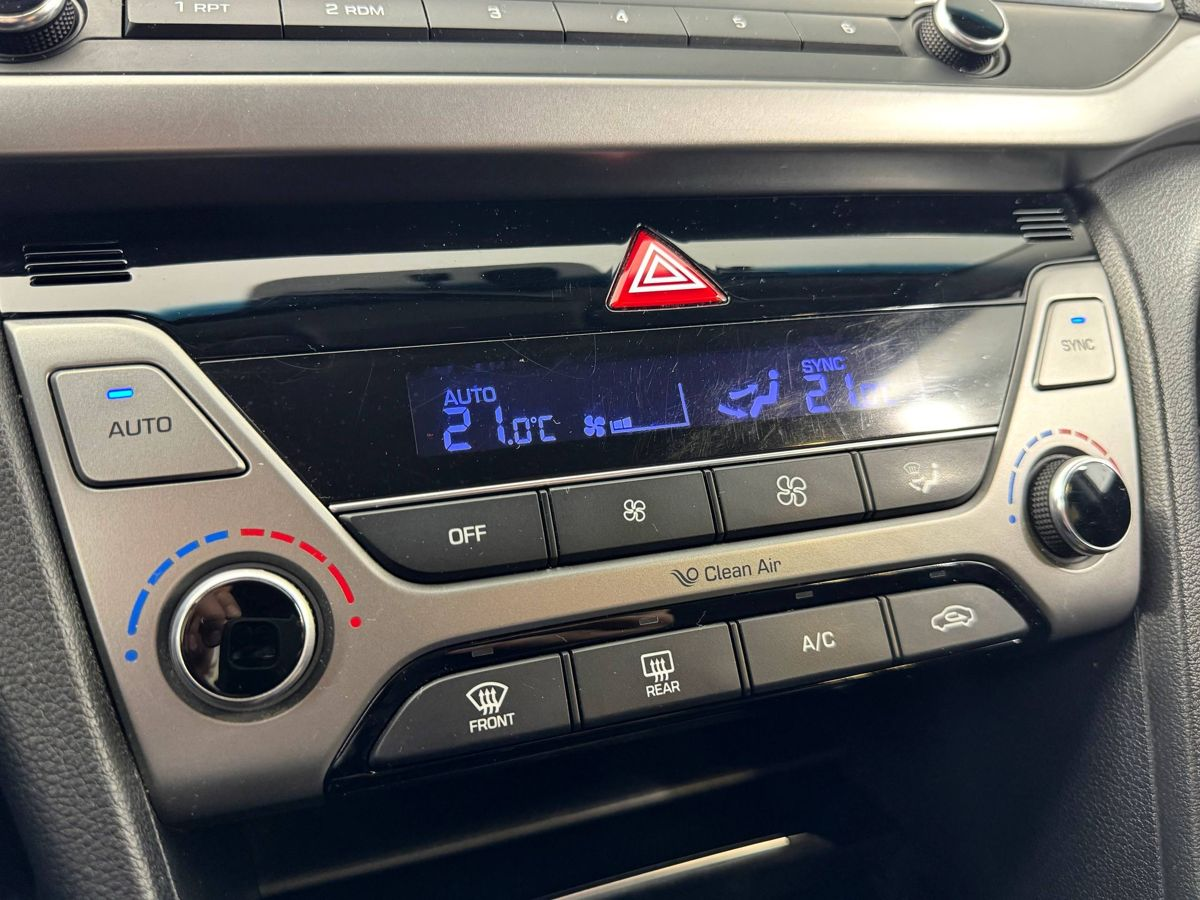 1 RPT
2 RDM
3
4
5
6
AUTO
SYNC
AUTO
21.0°C
SYNC
21
OFF
Clean Air
FRONT
REAR
A/C